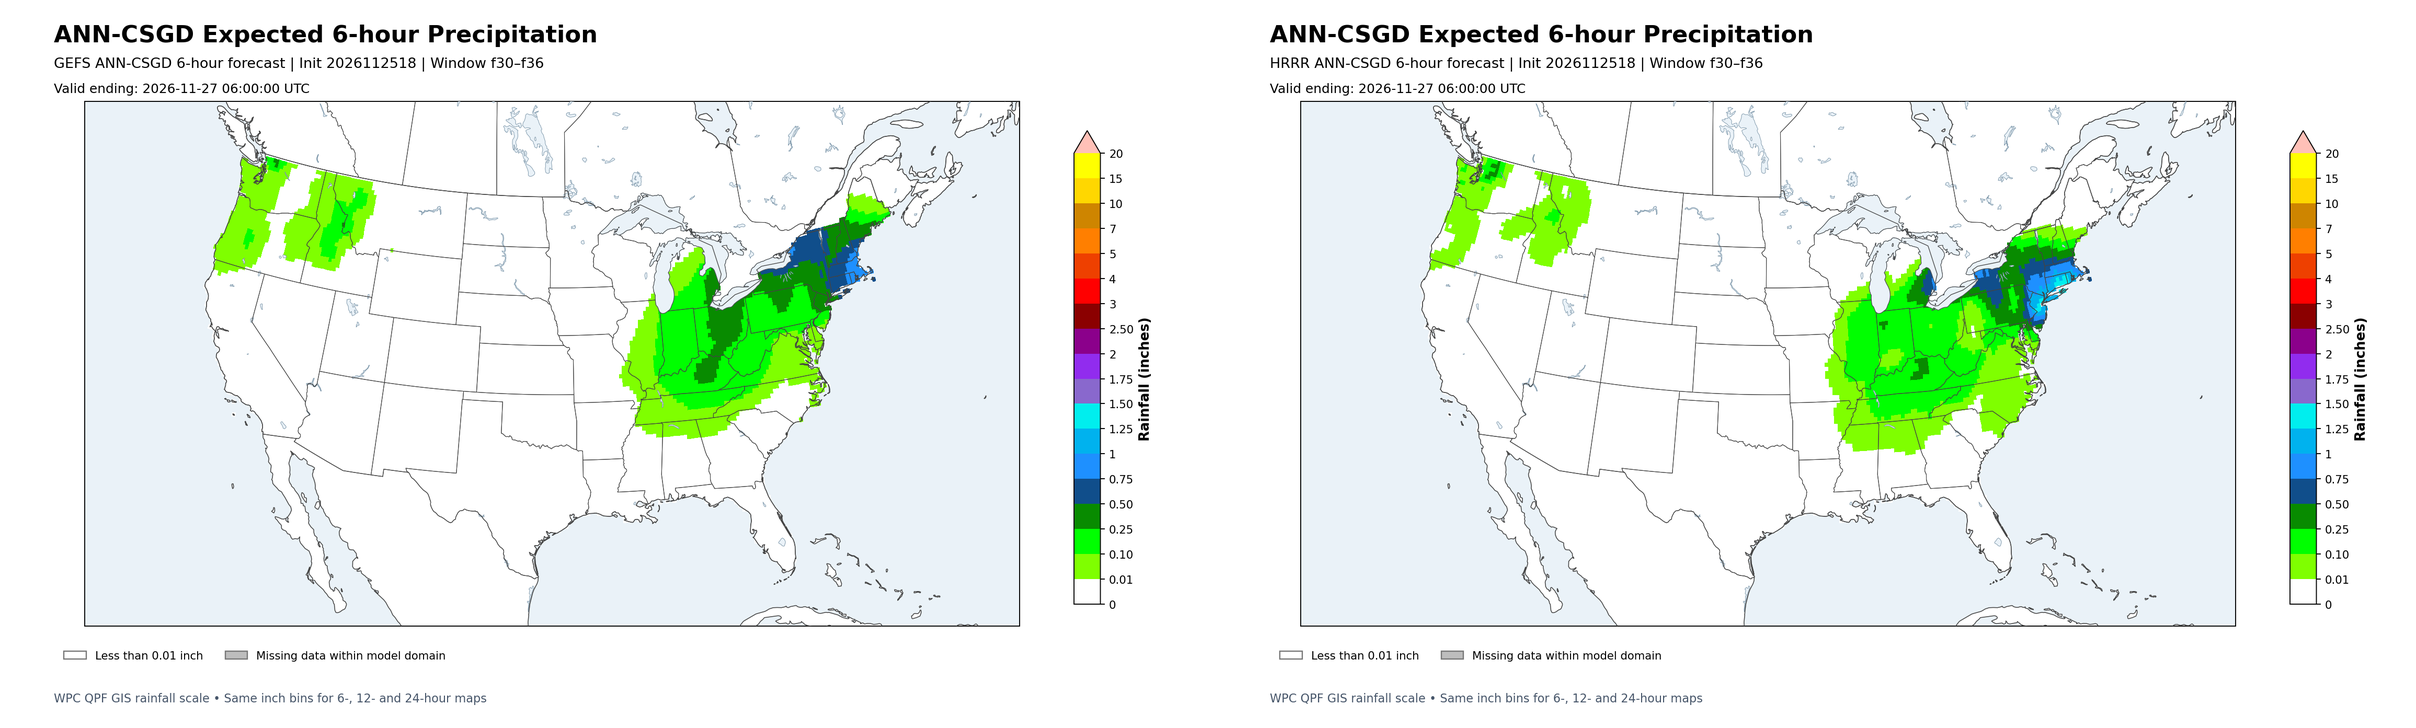 ANN-CSGD Expected 6-hour Precipitation
GEFS ANN-CSGD 6-hour forecast | Init 2026112518 | Window f30–f36
Valid ending: 2026-11-27 06:00:00 UTC
20
15
10
7
5
4
3
2.50
2
1.75
1.50
1.25
1
0.75
0.50
0.25
0.10
0.01
0
Rainfall (inches)
Less than 0.01 inch
Missing data within model domain
WPC QPF GIS rainfall scale • Same inch bins for 6-, 12- and 24-hour maps
ANN-CSGD Expected 6-hour Precipitation
HRRR ANN-CSGD 6-hour forecast | Init 2026112518 | Window f30–f36
Valid ending: 2026-11-27 06:00:00 UTC
20
15
10
7
5
4
3
2.50
2
1.75
1.50
1.25
1
0.75
0.50
0.25
0.10
0.01
0
Rainfall (inches)
Less than 0.01 inch
Missing data within model domain
WPC QPF GIS rainfall scale • Same inch bins for 6-, 12- and 24-hour maps